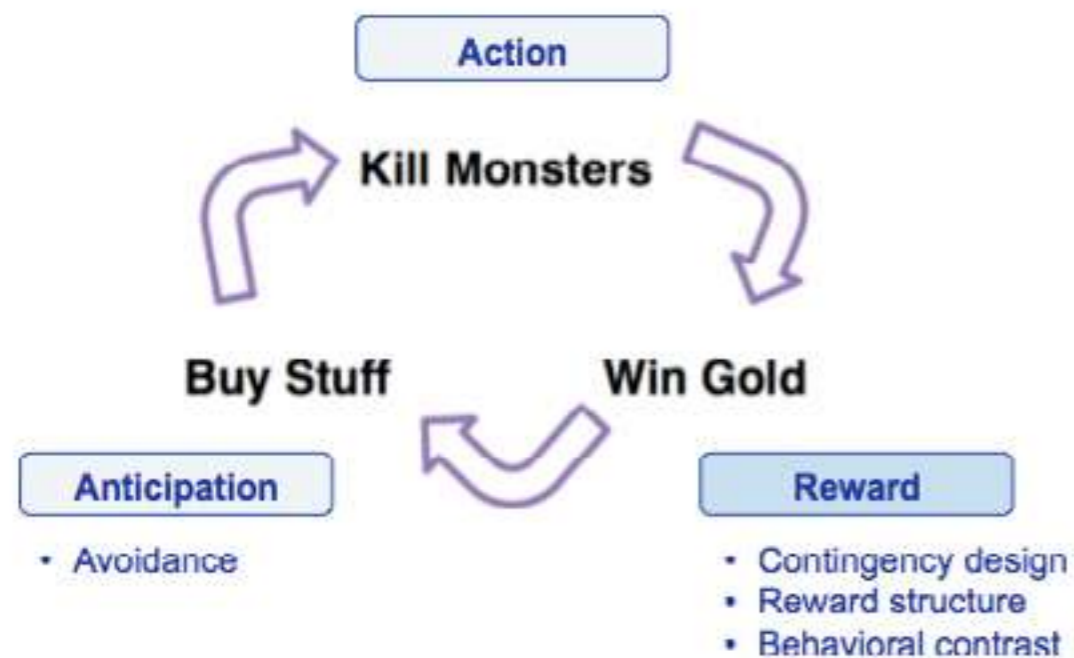 Action
Kill Monsters
Buy Stuff
Win Gold
Anticipation
• Avoidance
Reward
• Contingency design
• Reward structure
• Behavioral contrast